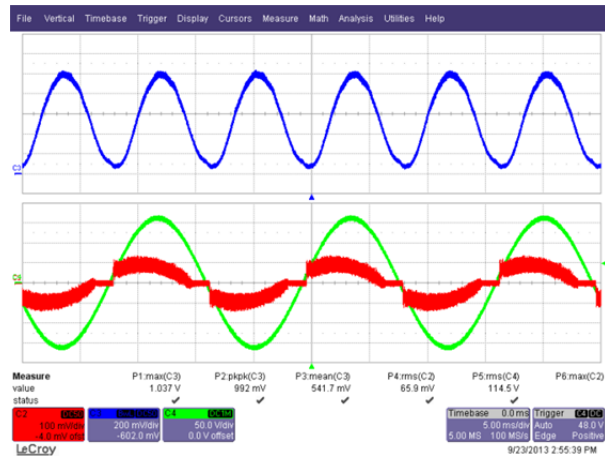 File Vertical Timebase Trigger Display Cursors Measure Math Analysis Utilities Help
Measure P1:max(C3) P2:pkpk(C3) P3:mean(C3) P4:rms(C2) P5:rms(C4) P6:max(C2)
value 1.037 V 992 mV 541.7 mV 65.9 mV 114.5 V
status
C2 C3 C4 DC1M Timebase 0.0 ms Trigger C4 DC
100 mV/div 200 mV/div 50.0 V/div 5.00 ms/div Auto 48.0 V
-4.0 mV ofst -602.0 mV 0.0 V offset 5.00 MS 100 MS/s Edge Positive
LeCroy 9/23/2013 2:55:39 PM